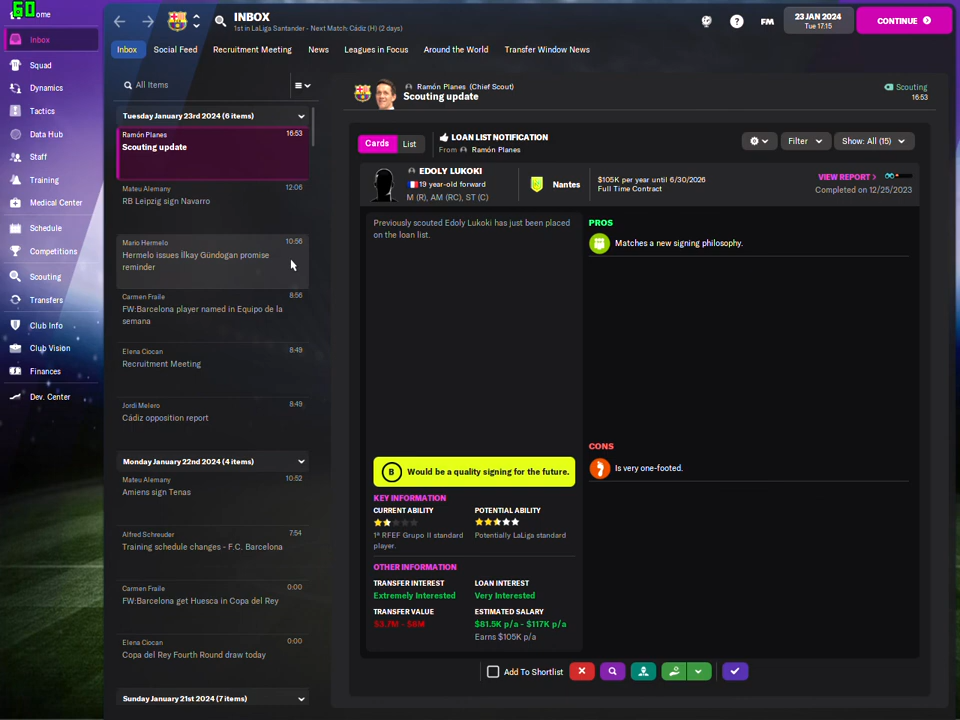 60
ome
Inbox
Squad
Dynamics
Tactics
Data Hub
Staff
Training
Medical Center
Schedule
Competitions
Scouting
Transfers
Club Info
Club Vision
Finances
Dev. Center
INBOX
1st in LaLiga Santander - Next Match: Cádiz (H) (2 days)
?
FM
23 JAN 2024
Tue 17:15
CONTINUE
Inbox
Social Feed
Recruitment Meeting
News
Leagues in Focus
Around the World
Transfer Window News
All Items
Tuesday January 23rd 2024 (6 items)
Ramón Planes
16:53
Scouting update
Mateu Alemany
12:06
RB Leipzig sign Navarro
Mario Hermelo
10:56
Hermelo issues İlkay Gündogan promise
reminder
Carmen Fraile
8:56
FW:Barcelona player named in Equipo de la
semana
Elena Ciocan
8:49
Recruitment Meeting
Jordi Melero
8:49
Cádiz opposition report
Monday January 22nd 2024 (4 items)
Mateu Alemany
10:52
Amiens sign Tenas
Alfred Schreuder
7:54
Training schedule changes - F.C. Barcelona
Carmen Fraile
0:00
FW:Barcelona get Huesca in Copa del Rey
Elena Ciocan
0:00
Copa del Rey Fourth Round draw today
Sunday January 21st 2024 (7 items)
Ramón Planes (Chief Scout)
Scouting update
Scouting
16:53
Cards
List
LOAN LIST NOTIFICATION
From Ramón Planes
Filter
Show: All (15)
EDOLY LUKOKI
19 year-old forward
M (R), AM (RC), ST (C)
Nantes
$105K per year until 6/30/2026
Full Time Contract
VIEW REPORT >
Completed on 12/25/2023
Previously scouted Edoly Lukoki has just been placed
on the loan list.
PROS
Matches a new signing philosophy.
CONS
Is very one-footed.
B
Would be a quality signing for the future.
KEY INFORMATION
CURRENT ABILITY
POTENTIAL ABILITY
1ª RFEF Grupo II standard
player.
Potentially LaLiga standard
OTHER INFORMATION
TRANSFER INTEREST
LOAN INTEREST
Extremely Interested
Very Interested
TRANSFER VALUE
ESTIMATED SALARY
$3.7M - $6M
$81.5K p/a - $117K p/a
Earns $105K p/a
Add To Shortlist